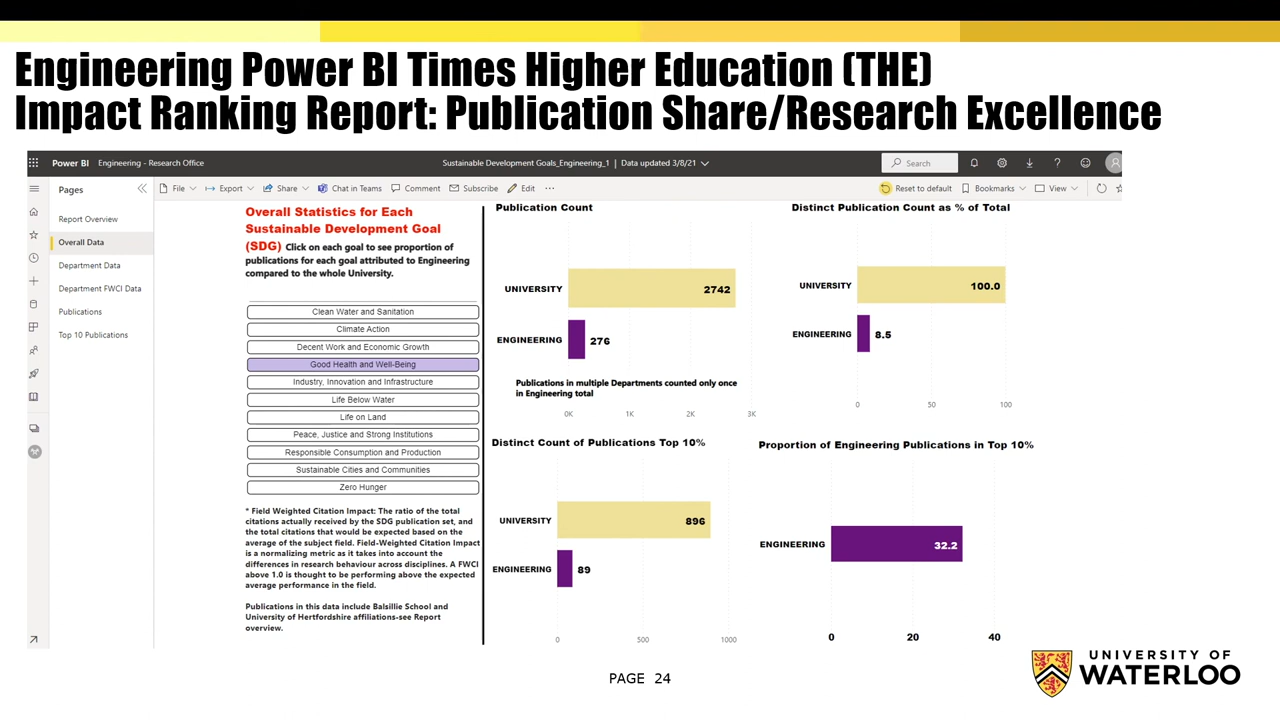 Engineering Power BI Times Higher Education (THE)
Impact Ranking Report: Publication Share/Research Excellence
Power BI Engineering - Research Office
Sustainable Development Goals_Engineering_1 | Data updated 3/8/21
Search
Pages
File Export Share Chat in Teams Comment Subscribe Edit ...
Reset to default Bookmarks View
Report Overview
Overall Data
Department Data
Department FWCI Data
Publications
Top 10 Publications
Overall Statistics for Each
Sustainable Development Goal
(SDG) Click on each goal to see proportion of
publications for each goal attributed to Engineering
compared to the whole University.
Clean Water and Sanitation
Climate Action
Decent Work and Economic Growth
Good Health and Well-Being
Industry, Innovation and Infrastructure
Life Below Water
Life on Land
Peace, Justice and Strong Institutions
Responsible Consumption and Production
Sustainable Cities and Communities
Zero Hunger
* Field Weighted Citation Impact: The ratio of the total
citations actually received by the SDG publication set, and
the total citations that would be expected based on the
average of the subject field. Field-Weighted Citation Impact
is a normalizing metric as it takes into account the
differences in research behaviour across disciplines. A FWCI
above 1.0 is thought to be performing above the expected
average performance in the field.
Publications in this data include Balsillie School and
University of Hertfordshire affiliations-see Report
overview.
Publication Count
UNIVERSITY 2742
ENGINEERING 276
Publications in multiple Departments counted only once
in Engineering total
0K 1K 2K 3K
Distinct Publication Count as % of Total
UNIVERSITY 100.0
ENGINEERING 8.5
0 50 100
Distinct Count of Publications Top 10%
UNIVERSITY 896
ENGINEERING 89
0 500 1000
Proportion of Engineering Publications in Top 10%
ENGINEERING 32.2
0 20 40
PAGE 24
UNIVERSITY OF
WATERLOO